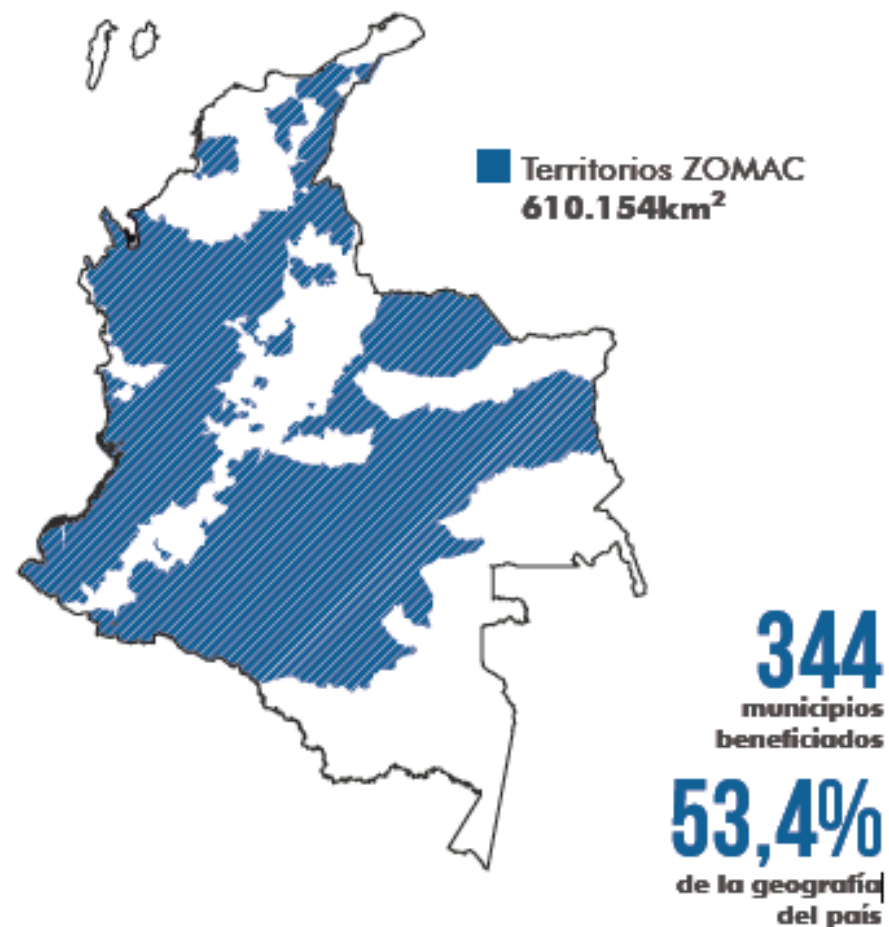 Territorios ZOMAC
610.154km²
344
municipios
beneficiados
53,4%
de la geografía
del país